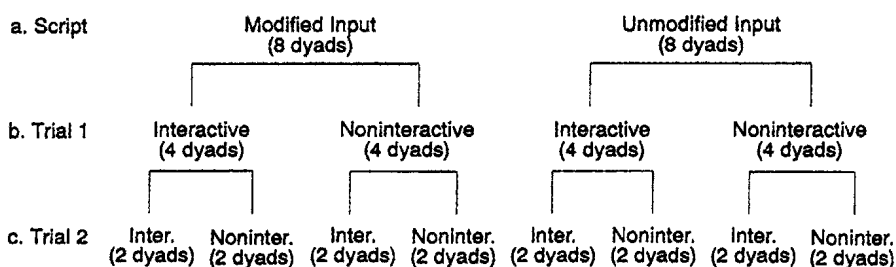 a. Script Modified Input Unmodified Input
(8 dyads) (8 dyads)
b. Trial 1 Interactive Noninteractive Interactive Noninteractive
(4 dyads) (4 dyads) (4 dyads) (4 dyads)
c. Trial 2 Inter. Noninter. Inter. Noninter. Inter. Noninter. Inter. Noninter.
(2 dyads) (2 dyads) (2 dyads) (2 dyads) (2 dyads) (2 dyads) (2 dyads) (2 dyads)